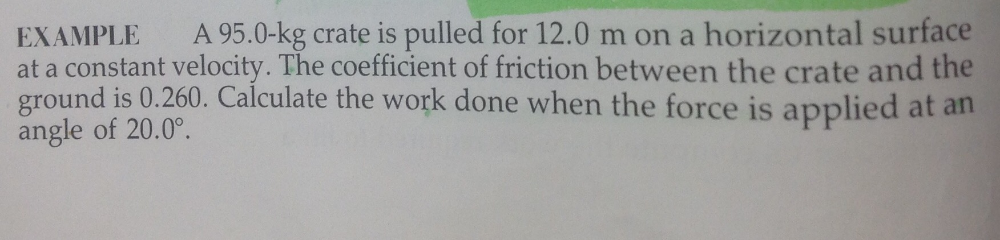 EXAMPLE A 95.0-kg crate is pulled for 12.0 m on a horizontal surface
at a constant velocity. The coefficient of friction between the crate and the
ground is 0.260. Calculate the work done when the force is applied at an
angle of 20.0°.